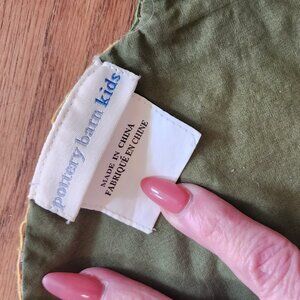 pottery barn kids
MADE IN CHINA
FABRIQUÉ EN CHINE